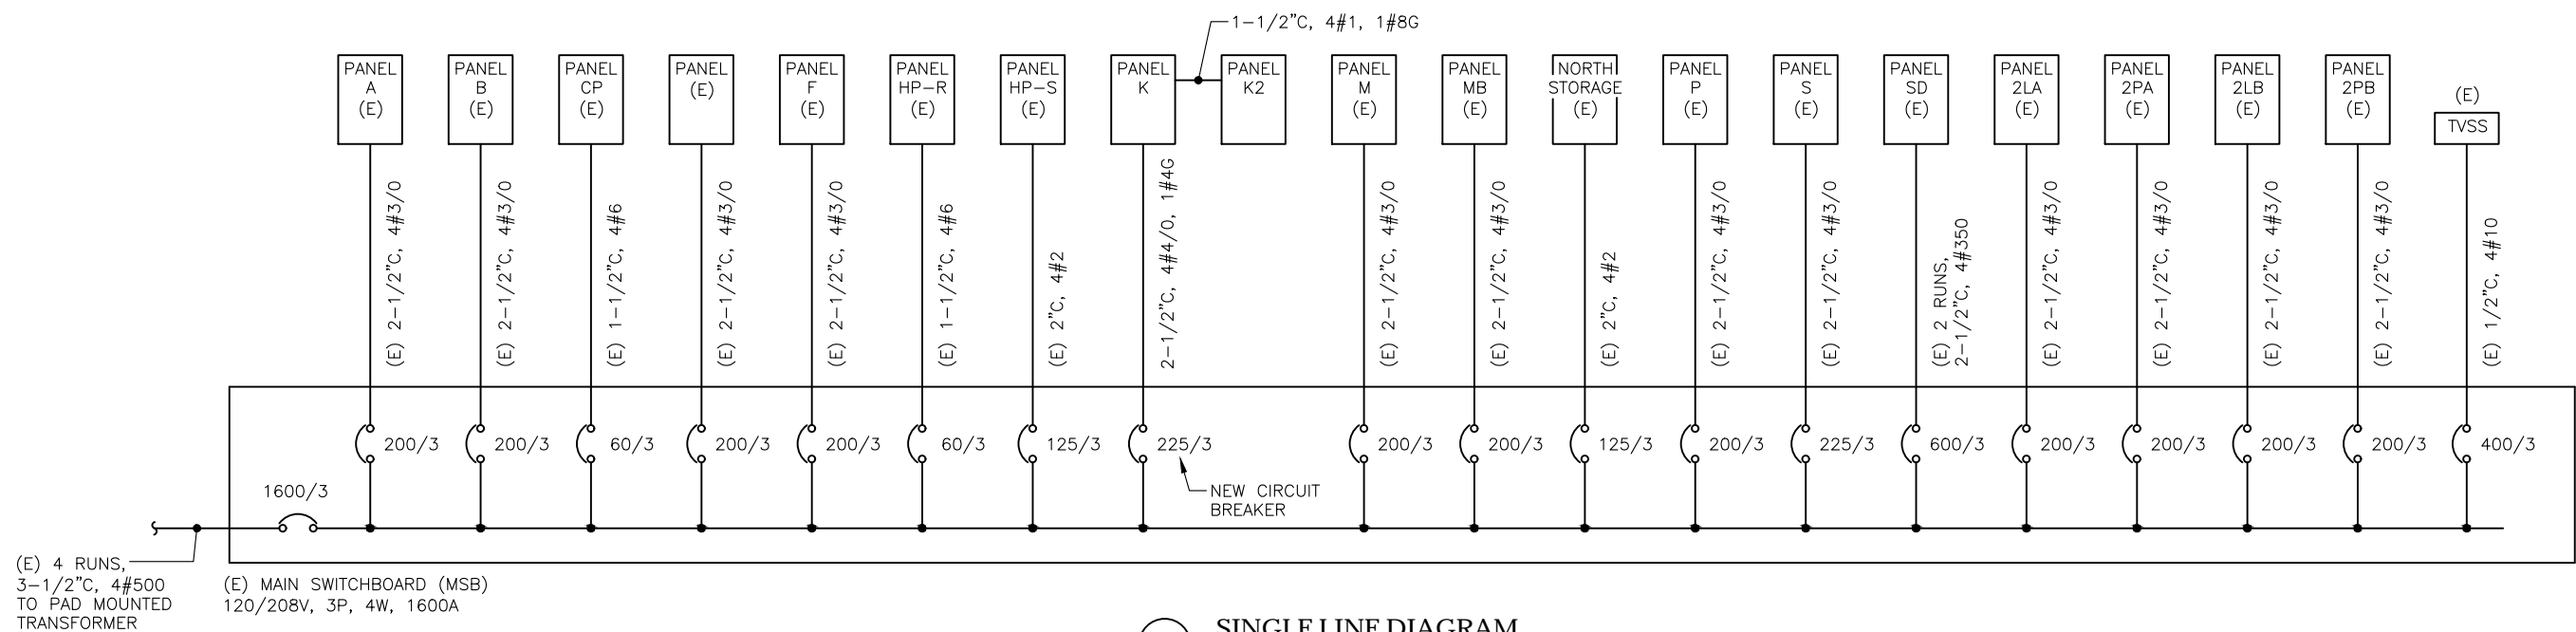 1-1/2"C, 4#1, 1#8G
PANEL
A
(E)
PANEL
B
(E)
PANEL
CP
(E)
PANEL
(E)
PANEL
F
(E)
PANEL
HP-R
(E)
PANEL
HP-S
(E)
PANEL
K
PANEL
K2
PANEL
M
(E)
PANEL
MB
(E)
NORTH
STORAGE
(E)
PANEL
P
(E)
PANEL
S
(E)
PANEL
SD
(E)
PANEL
2LA
(E)
PANEL
2PA
(E)
PANEL
2LB
(E)
PANEL
2PB
(E)
(E)
TVSS
(E) 2-1/2"C, 4#3/0
(E) 2-1/2"C, 4#3/0
(E) 1-1/2"C, 4#6
(E) 2-1/2"C, 4#3/0
(E) 2-1/2"C, 4#3/0
(E) 1-1/2"C, 4#6
(E) 2"C, 4#2
2-1/2"C, 4#4/0, 1#4G
(E) 2-1/2"C, 4#3/0
(E) 2-1/2"C, 4#3/0
(E) 2"C, 4#2
(E) 2-1/2"C, 4#3/0
(E) 2-1/2"C, 4#3/0
(E) 2 RUNS,
2-1/2"C, 4#350
(E) 2-1/2"C, 4#3/0
(E) 2-1/2"C, 4#3/0
(E) 2-1/2"C, 4#3/0
(E) 2-1/2"C, 4#3/0
(E) 1/2"C, 4#10
200/3
200/3
60/3
200/3
200/3
60/3
125/3
225/3
200/3
200/3
125/3
200/3
225/3
600/3
200/3
200/3
200/3
200/3
400/3
1600/3
NEW CIRCUIT
BREAKER
(E) 4 RUNS,
3-1/2"C, 4#500
TO PAD MOUNTED
TRANSFORMER
(E) MAIN SWITCHBOARD (MSB)
120/208V, 3P, 4W, 1600A
SINGLE LINE DIAGRAM